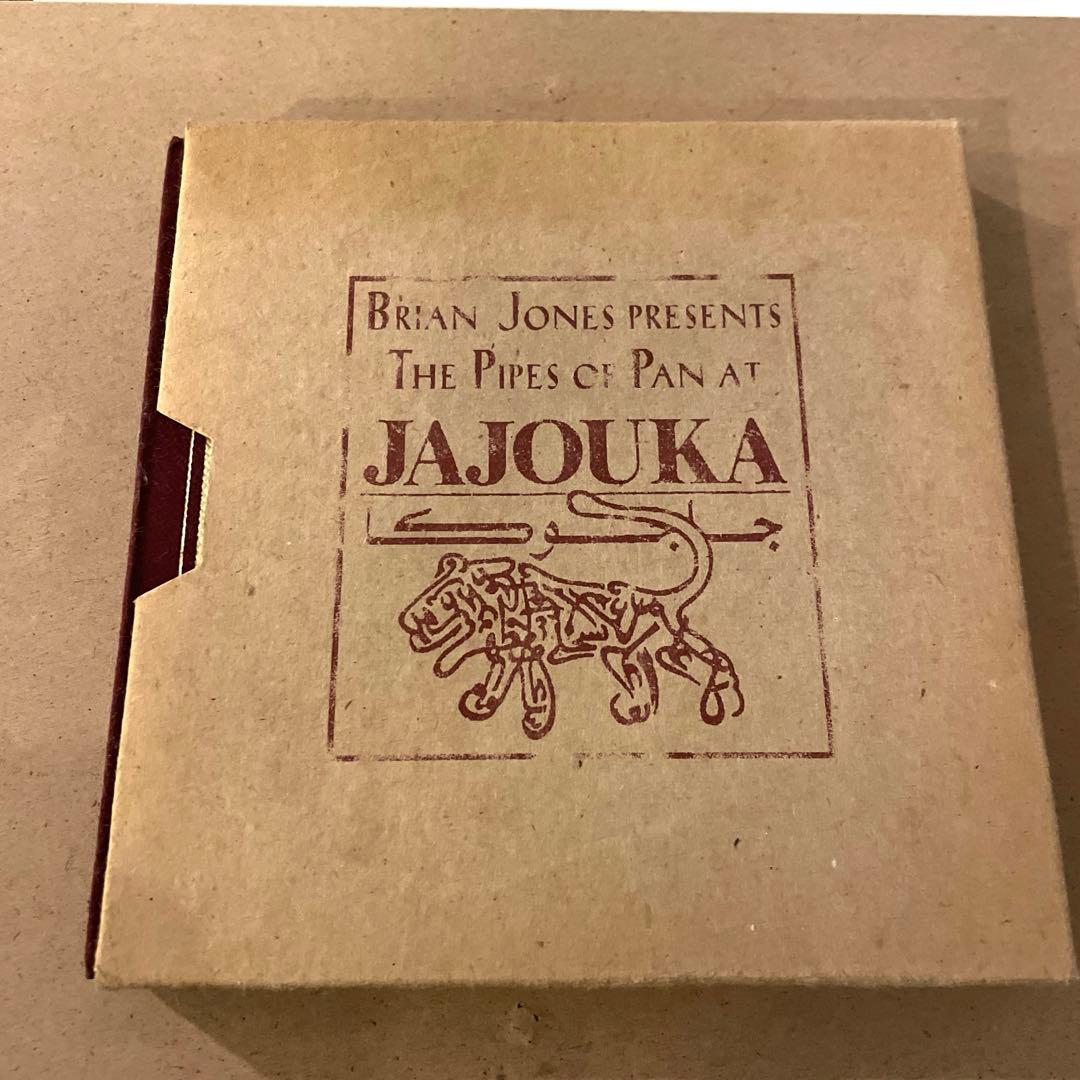 BRIAN JONES PRESENTS
THE PIPES OF PAN AT
JAJOUKA
جاجوكا